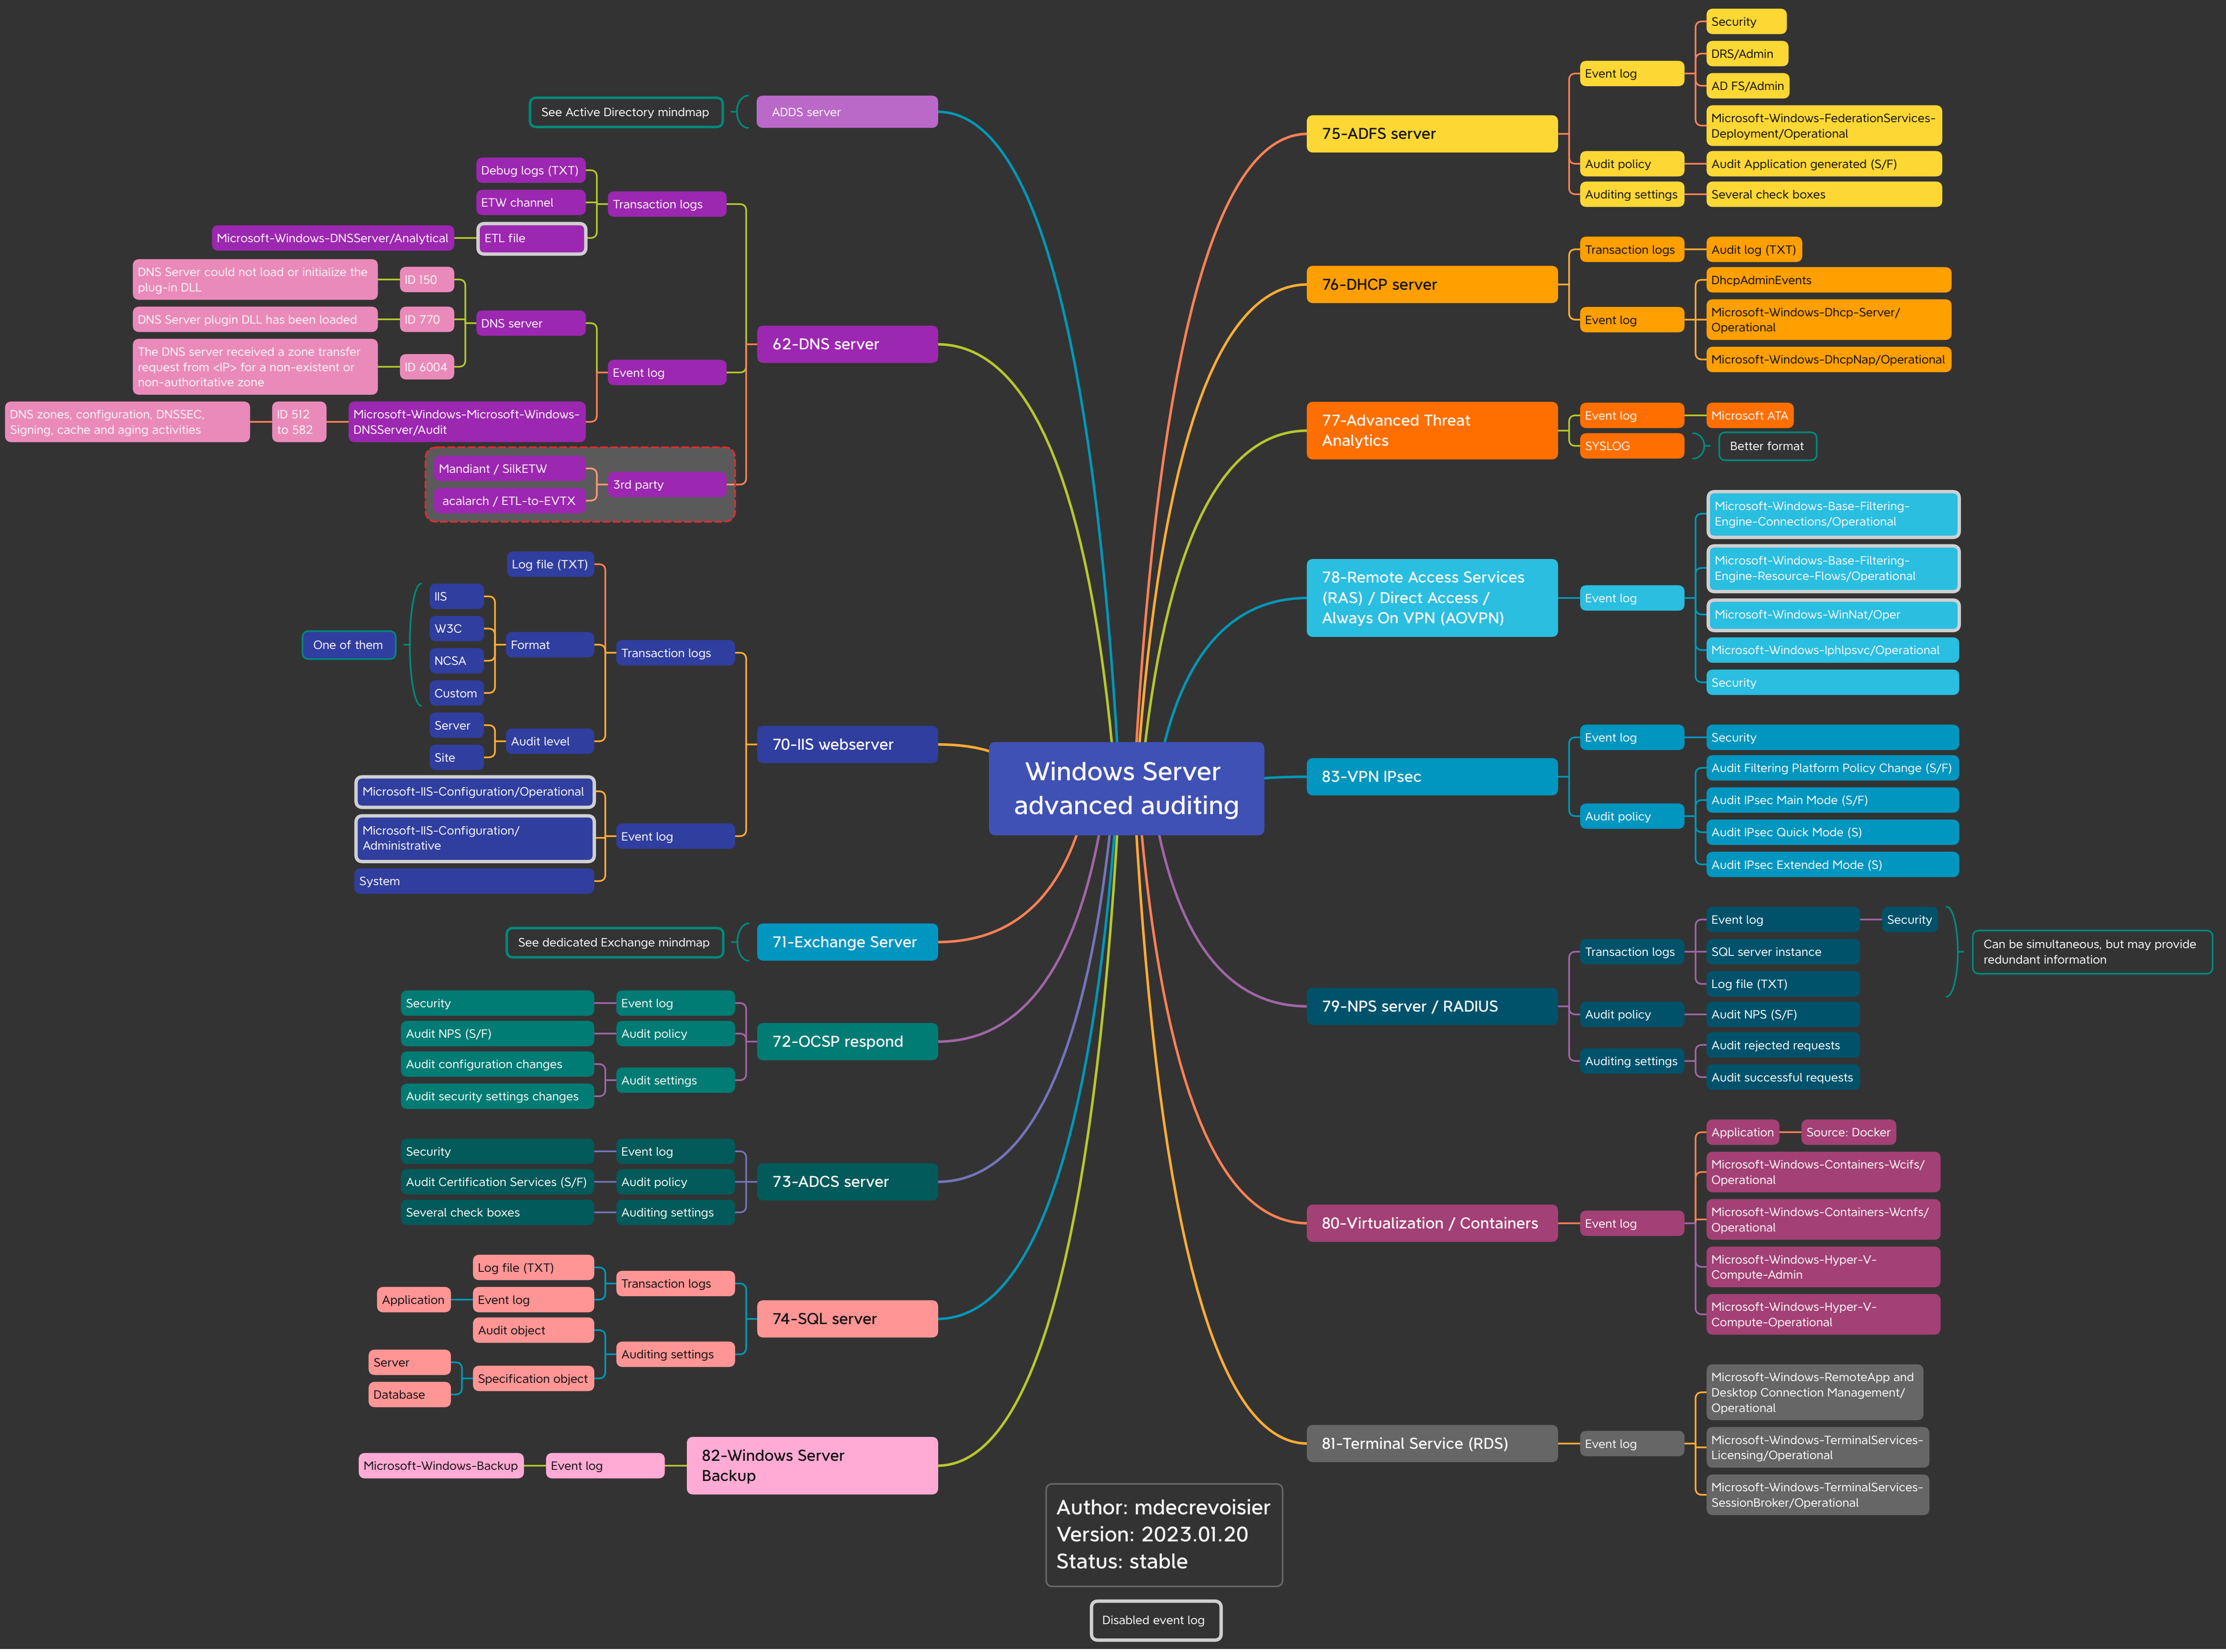 Windows Server
advanced auditing
ADDS server
See Active Directory mindmap
62-DNS server
Transaction logs
Debug logs (TXT)
ETW channel
ETL file
Microsoft-Windows-DNSServer/Analytical
Event log
DNS server
ID 150
DNS Server could not load or initialize the
plug-in DLL
ID 770
DNS Server plugin DLL has been loaded
ID 6004
The DNS server received a zone transfer
request from <IP> for a non-existent or
non-authoritative zone
Microsoft-Windows-Microsoft-Windows-
DNSServer/Audit
ID 512
to 582
DNS zones, configuration, DNSSEC,
Signing, cache and aging activities
3rd party
Mandiant / SilkETW
acalarch / ETL-to-EVTX
70-IIS webserver
Transaction logs
Log file (TXT)
Format
IIS
W3C
NCSA
Custom
One of them
Audit level
Server
Site
Event log
Microsoft-IIS-Configuration/Operational
Microsoft-IIS-Configuration/
Administrative
System
71-Exchange Server
See dedicated Exchange mindmap
72-OCSP respond
Event log
Security
Audit policy
Audit NPS (S/F)
Audit settings
Audit configuration changes
Audit security settings changes
73-ADCS server
Event log
Security
Audit policy
Audit Certification Services (S/F)
Auditing settings
Several check boxes
74-SQL server
Transaction logs
Log file (TXT)
Event log
Application
Auditing settings
Audit object
Specification object
Server
Database
82-Windows Server
Backup
Event log
Microsoft-Windows-Backup
75-ADFS server
Event log
Security
DRS/Admin
AD FS/Admin
Microsoft-Windows-FederationServices-
Deployment/Operational
Audit policy
Audit Application generated (S/F)
Auditing settings
Several check boxes
76-DHCP server
Transaction logs
Audit log (TXT)
Event log
DhcpAdminEvents
Microsoft-Windows-Dhcp-Server/
Operational
Microsoft-Windows-DhcpNap/Operational
77-Advanced Threat
Analytics
Event log
Microsoft ATA
SYSLOG
Better format
78-Remote Access Services
(RAS) / Direct Access /
Always On VPN (AOVPN)
Event log
Microsoft-Windows-Base-Filtering-
Engine-Connections/Operational
Microsoft-Windows-Base-Filtering-
Engine-Resource-Flows/Operational
Microsoft-Windows-WinNat/Oper
Microsoft-Windows-Iphlpsvc/Operational
Security
83-VPN IPsec
Event log
Security
Audit policy
Audit Filtering Platform Policy Change (S/F)
Audit IPsec Main Mode (S/F)
Audit IPsec Quick Mode (S)
Audit IPsec Extended Mode (S)
79-NPS server / RADIUS
Transaction logs
Event log
Security
SQL server instance
Log file (TXT)
Can be simultaneous, but may provide
redundant information
Audit policy
Audit NPS (S/F)
Auditing settings
Audit rejected requests
Audit successful requests
80-Virtualization / Containers
Event log
Application
Source: Docker
Microsoft-Windows-Containers-Wcifs/
Operational
Microsoft-Windows-Containers-Wcnfs/
Operational
Microsoft-Windows-Hyper-V-
Compute-Admin
Microsoft-Windows-Hyper-V-
Compute-Operational
81-Terminal Service (RDS)
Event log
Microsoft-Windows-RemoteApp and
Desktop Connection Management/
Operational
Microsoft-Windows-TerminalServices-
Licensing/Operational
Microsoft-Windows-TerminalServices-
SessionBroker/Operational
Author: mdecrevoisier
Version: 2023.01.20
Status: stable
Disabled event log